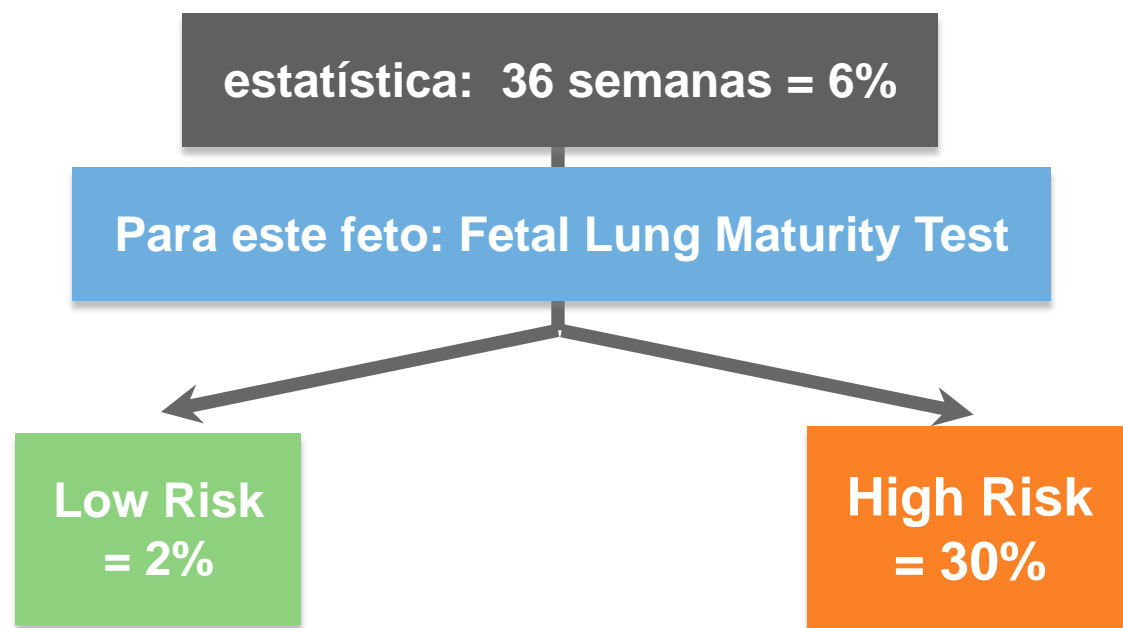 estatística: 36 semanas = 6%
Para este feto: Fetal Lung Maturity Test
Low Risk
= 2%
High Risk
= 30%